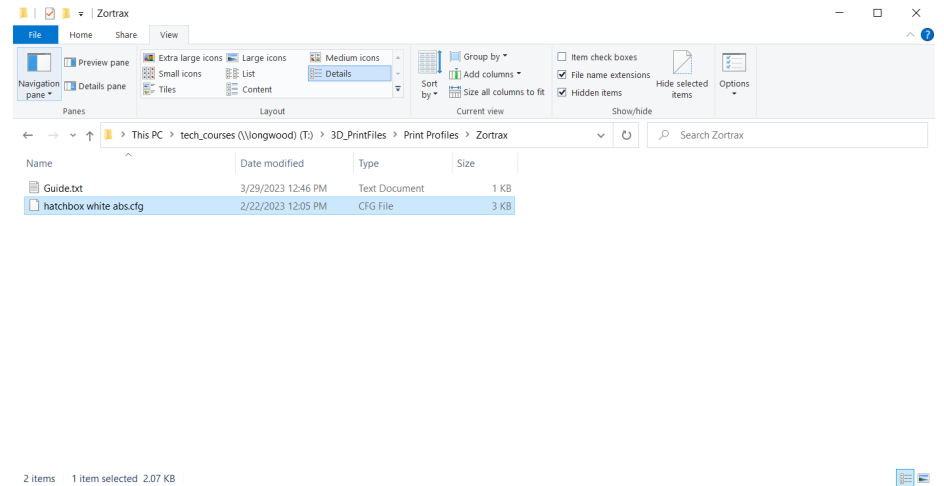 Zortrax
File Home Share View
Navigation pane
Preview pane
Details pane
Panes
Extra large icons Large icons Medium icons
Small icons List Details
Tiles Content
Layout
Sort by
Group by
Add columns
Size all columns to fit
Current view
Item check boxes
File name extensions
Hidden items
Hide selected items
Show/hide
Options
This PC > tech_courses (\\longwood) (T:) > 3D_PrintFiles > Print Profiles > Zortrax
Search Zortrax
Name Date modified Type Size
Guide.txt 3/29/2023 12:46 PM Text Document 1 KB
hatchbox white abs.cfg 2/22/2023 12:05 PM CFG File 3 KB
2 items 1 item selected 2.07 KB